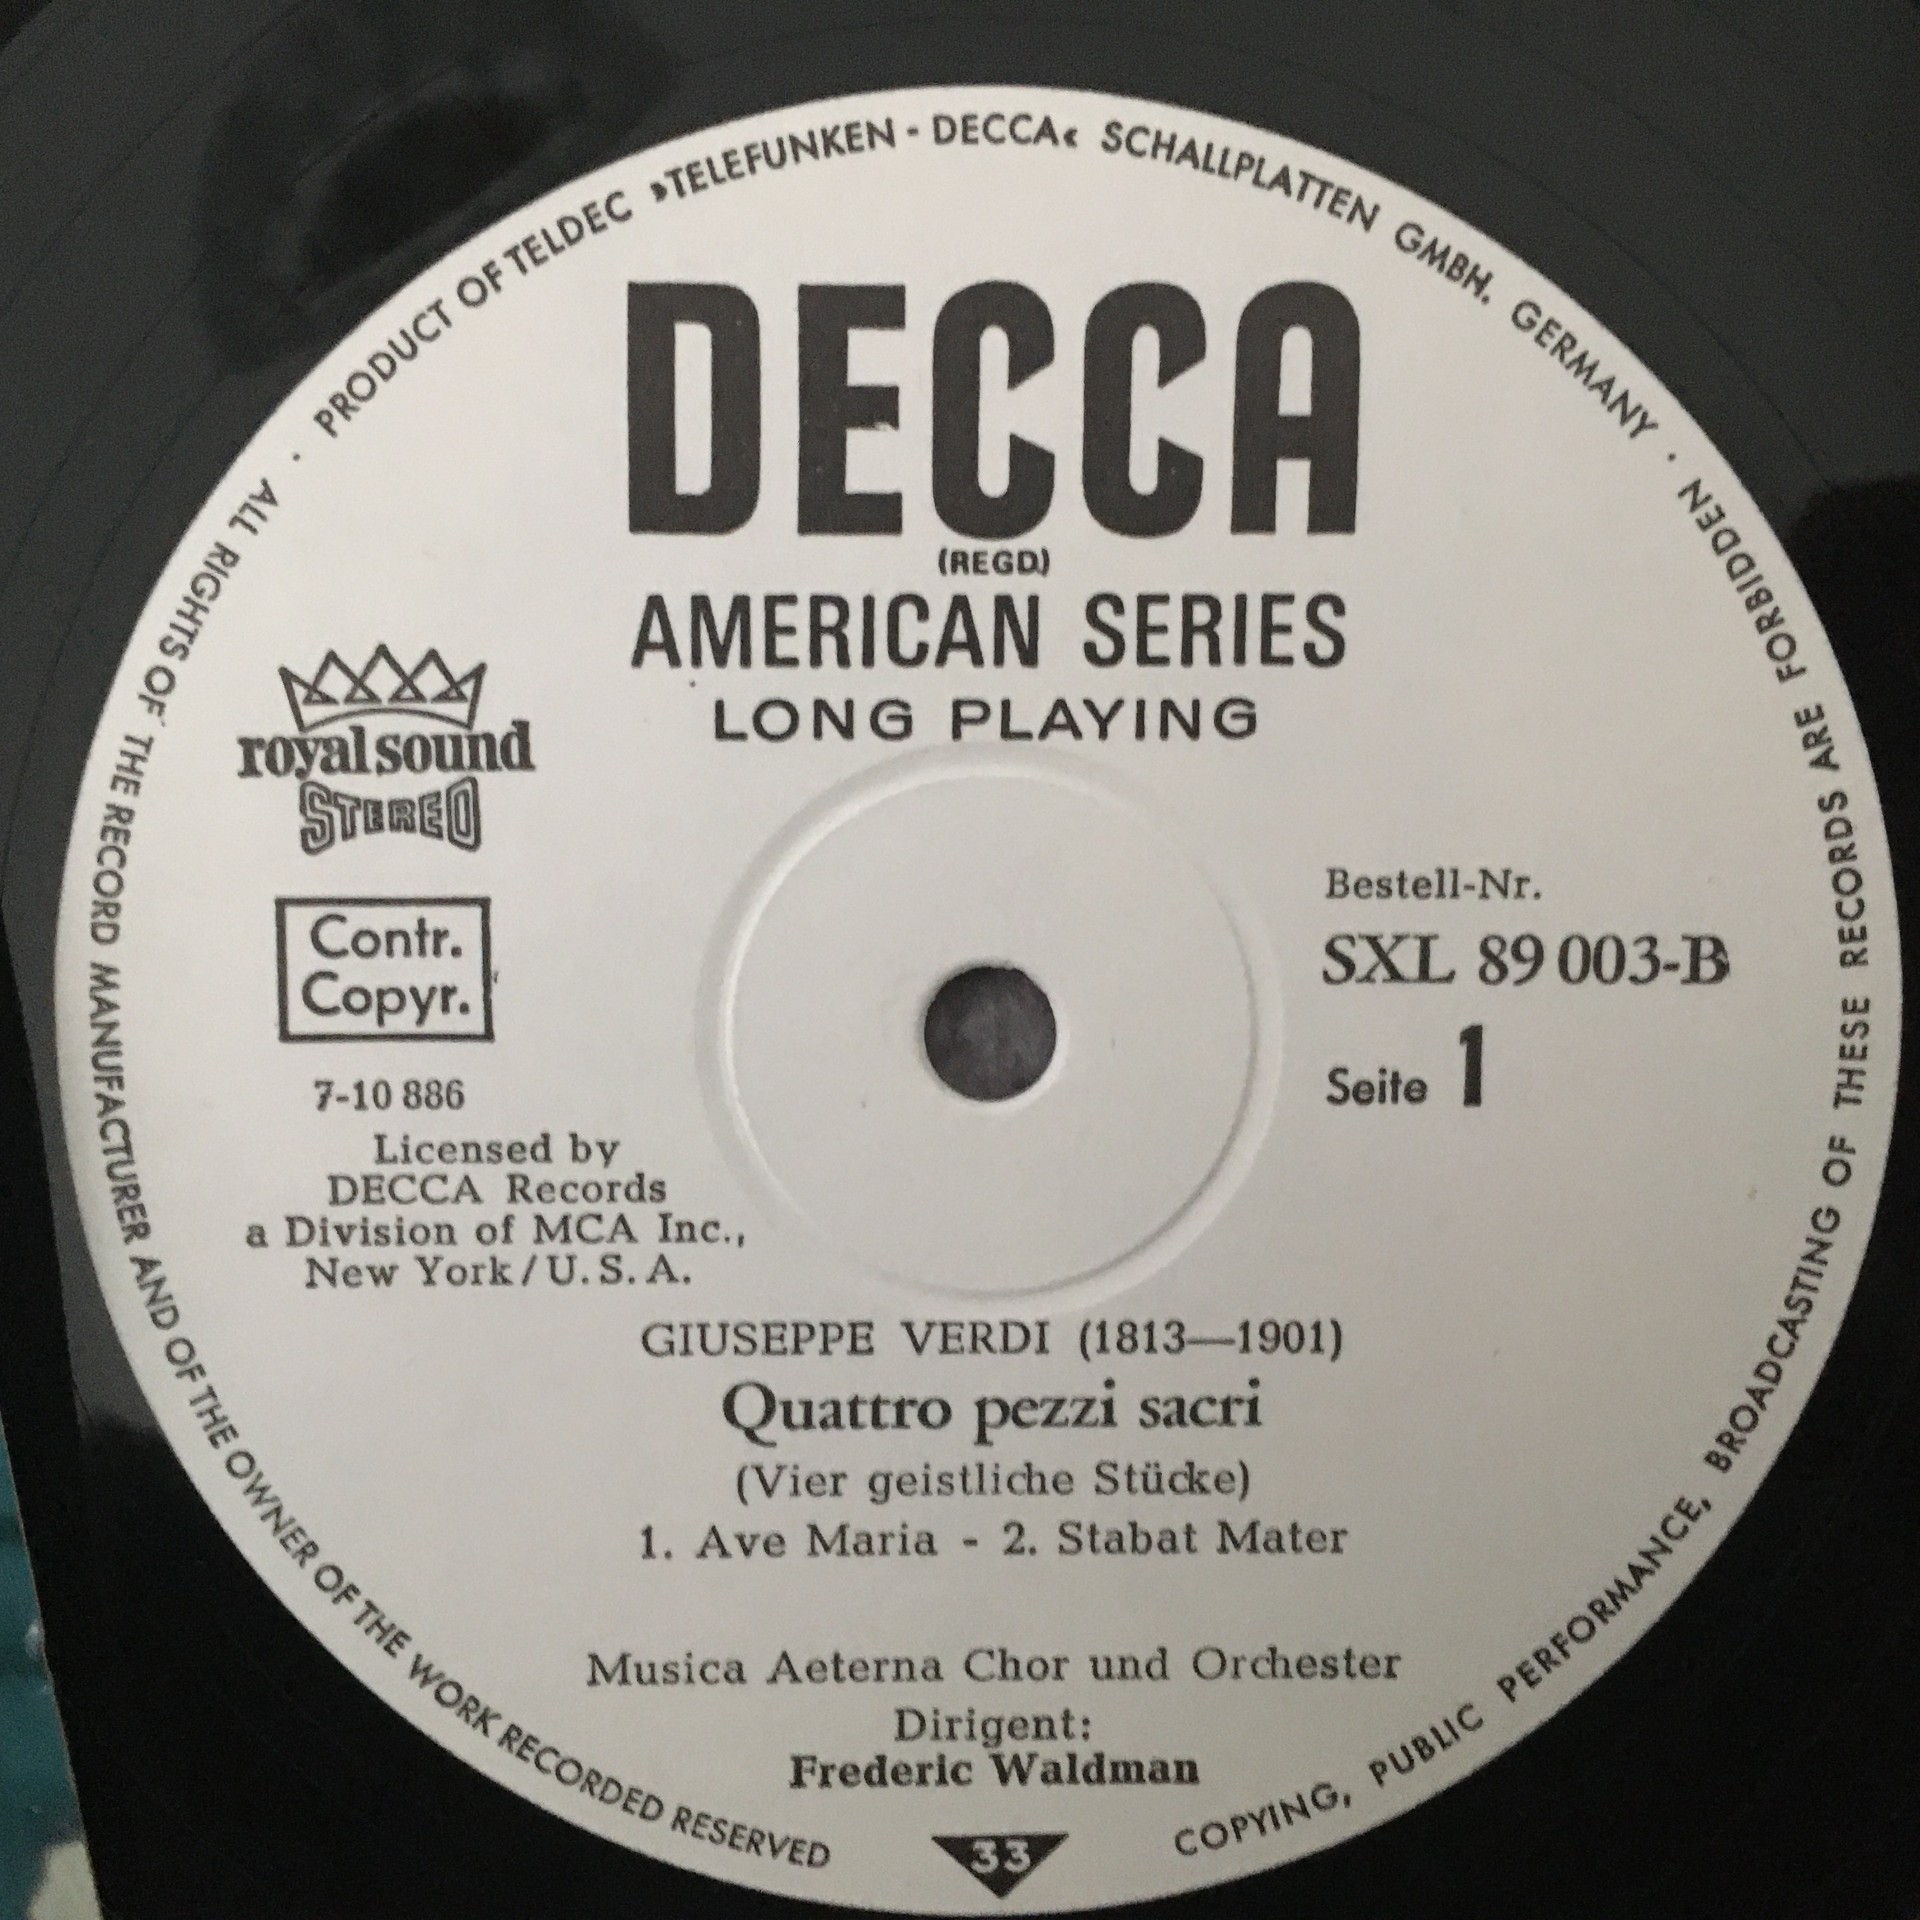 PRODUCT OF TELDEC »TELEFUNKEN - DECCA« SCHALLPLATTEN GMBH. GERMANY ·
DECCA
(REGD.)
AMERICAN SERIES
LONG PLAYING
royal sound
STEREO
Contr.
Copyr.
7-10 886
Licensed by
DECCA Records
a Division of MCA Inc.,
New York/U.S.A.
Bestell-Nr.
SXL 89 003-B
Seite 1
GIUSEPPE VERDI (1813—1901)
Quattro pezzi sacri
(Vier geistliche Stücke)
1. Ave Maria - 2. Stabat Mater
Musica Aeterna Chor und Orchester
Dirigent:
Frederic Waldman
33
ALL RIGHTS OF THE RECORD MANUFACTURER AND OF THE OWNER OF THE WORK RECORDED RESERVED
COPYING, PUBLIC PERFORMANCE, BROADCASTING OF THESE RECORDS ARE FORBIDDEN ·